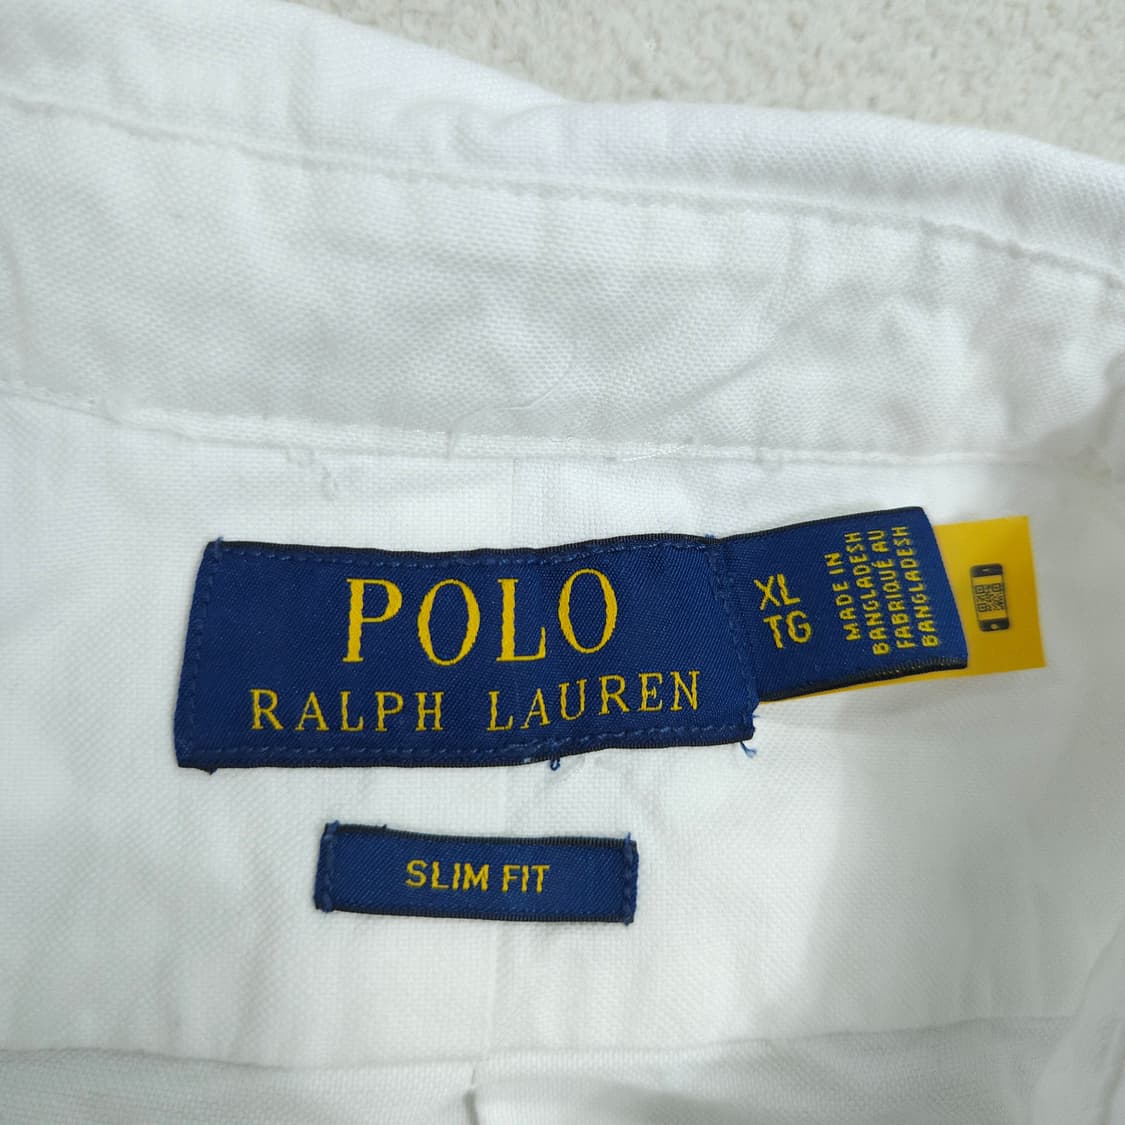 POLO
RALPH LAUREN
XL
TG
MADE IN
BANGLADESH
FABRIQUÉ AU
BANGLADESH
SLIM FIT